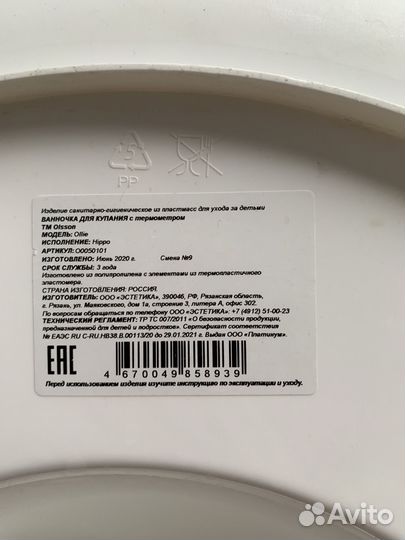 5
PP
Изделие санитарно-гигиеническое из пластмасс для ухода за детьми
ВАННОЧКА ДЛЯ КУПАНИЯ с термометром
ТМ Olsson
МОДЕЛЬ: Ollie
ИСПОЛНЕНИЕ: Hippo
АРТИКУЛ: O0050101
ИЗГОТОВЛЕНО: Июнь 2020 г. Смена №9
СРОК СЛУЖБЫ: 3 года
Изготовлено из полипропилена с элементами из термопластичного
эластомера.
СТРАНА ИЗГОТОВЛЕНИЯ: РОССИЯ.
ИЗГОТОВИТЕЛЬ: ООО «ЭСТЕТИКА», 390046, РФ, Рязанская область,
г. Рязань, ул. Маяковского, дом 1а, строение 3, литера А, офис 302.
По вопросам обращаться по телефону ООО «ЭСТЕТИКА»: +7 (4912) 51-00-23
ТЕХНИЧЕСКИЙ РЕГЛАМЕНТ: ТР ТС 007/2011 «О безопасности продукции,
предназначенной для детей и подростков». Сертификат соответствия
№ ЕАЭС RU C-RU.НВ38.В.00113/20 до 29.01.2021 г. Выдан ООО «Платинум».
ЕАС
4 670049 858939
Перед использованием изделия изучите инструкцию по эксплуатации и уходу.
Avito